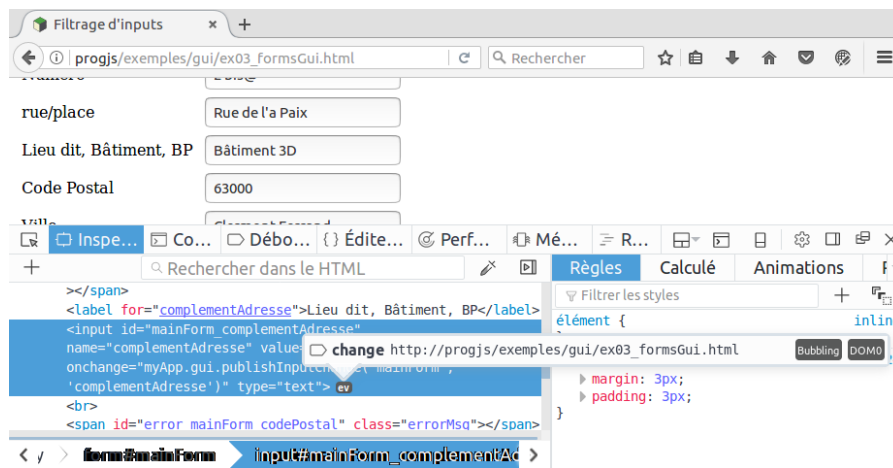 Filtrage d'inputs × +
progjs/exemples/gui/ex03_formsGui.html Rechercher
rue/place Rue de l'a Paix
Lieu dit, Bâtiment, BP Bâtiment 3D
Code Postal 63000
Inspe... Co... Débo... {} Édite... Perf... Mé... R...
+ Rechercher dans le HTML Règles Calculé Animations
></span> Filtrer les styles +
<label for="complementAdresse">Lieu dit, Bâtiment, BP</label> élément { inlin
<input id="mainForm_complementAdresse"
name="complementAdresse" value= change http://progjs/exemples/gui/ex03_formsGui.html Bubbling DOM0
onchange="myApp.gui.publishInputChange('mainForm', margin: 3px;
'complementAdresse')" type="text"> ev padding: 3px;
<br> }
<span id="error_mainForm_codePostal" class="errorMsg"></span>
y form#mainForm input#mainForm_complementAd